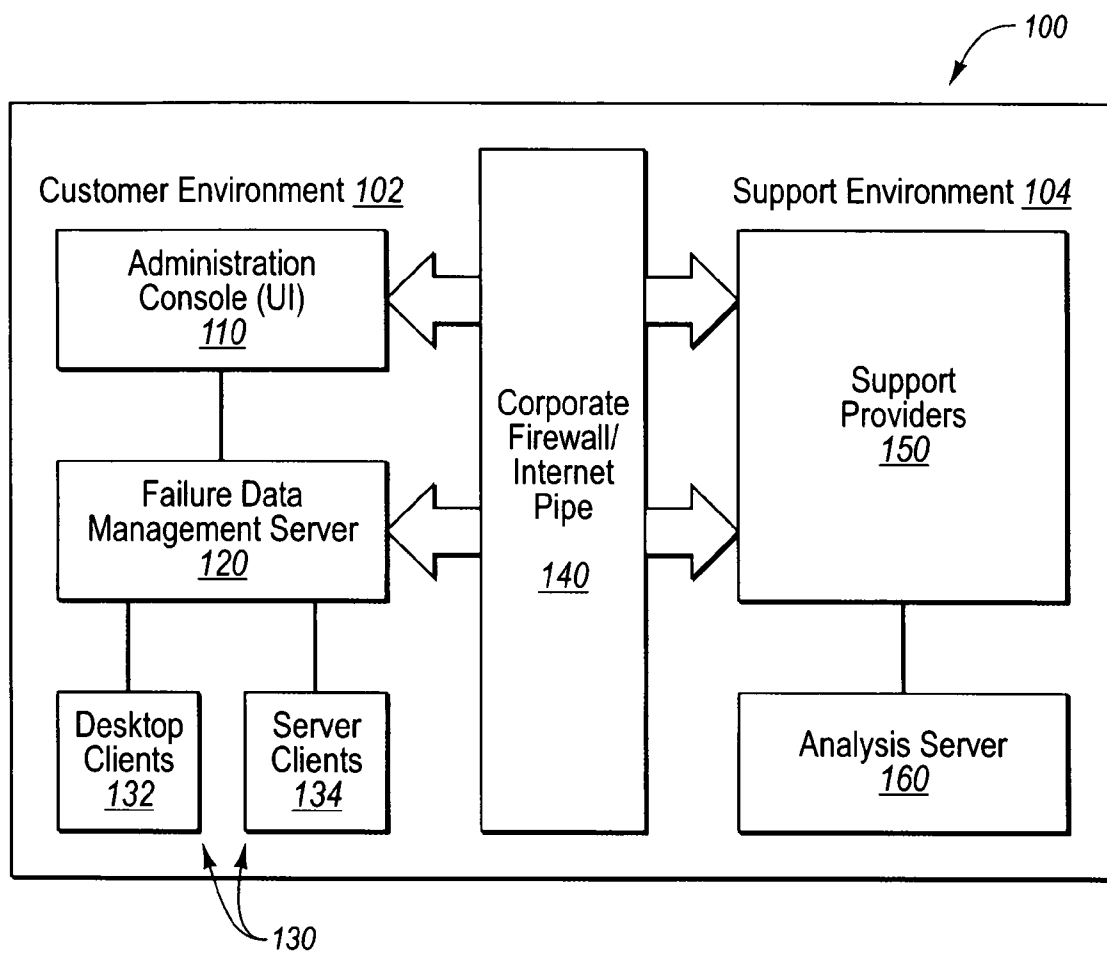 100
Customer Environment 102
Administration
Console (UI)
110
Failure Data
Management Server
120
Desktop
Clients
132
Server
Clients
134
130
Corporate
Firewall/
Internet
Pipe
140
Support Environment 104
Support
Providers
150
Analysis Server
160